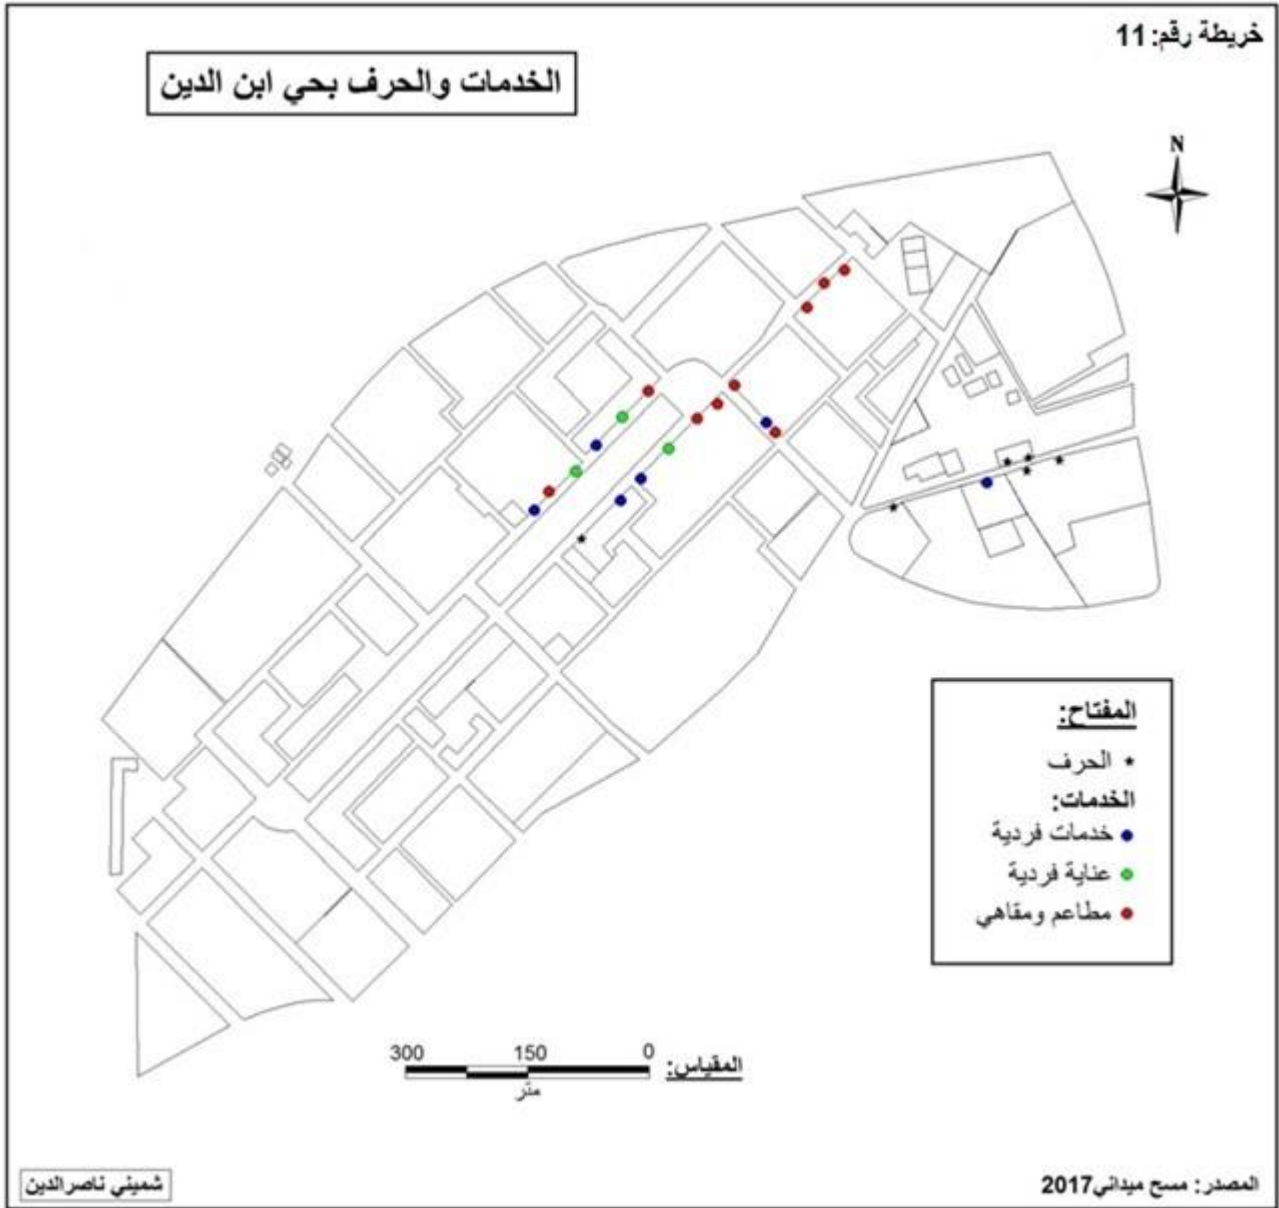 خريطة رقم: 11
الخدمات والحرف بحي ابن الدين
N
المفتاح:
الحرف
الخدمات:
خدمات فردية
عناية فردية
مطاعم ومقاهي
300 150 0
المقياس:
متر
المصدر: مسح ميداني2017
شميني ناصرالدين